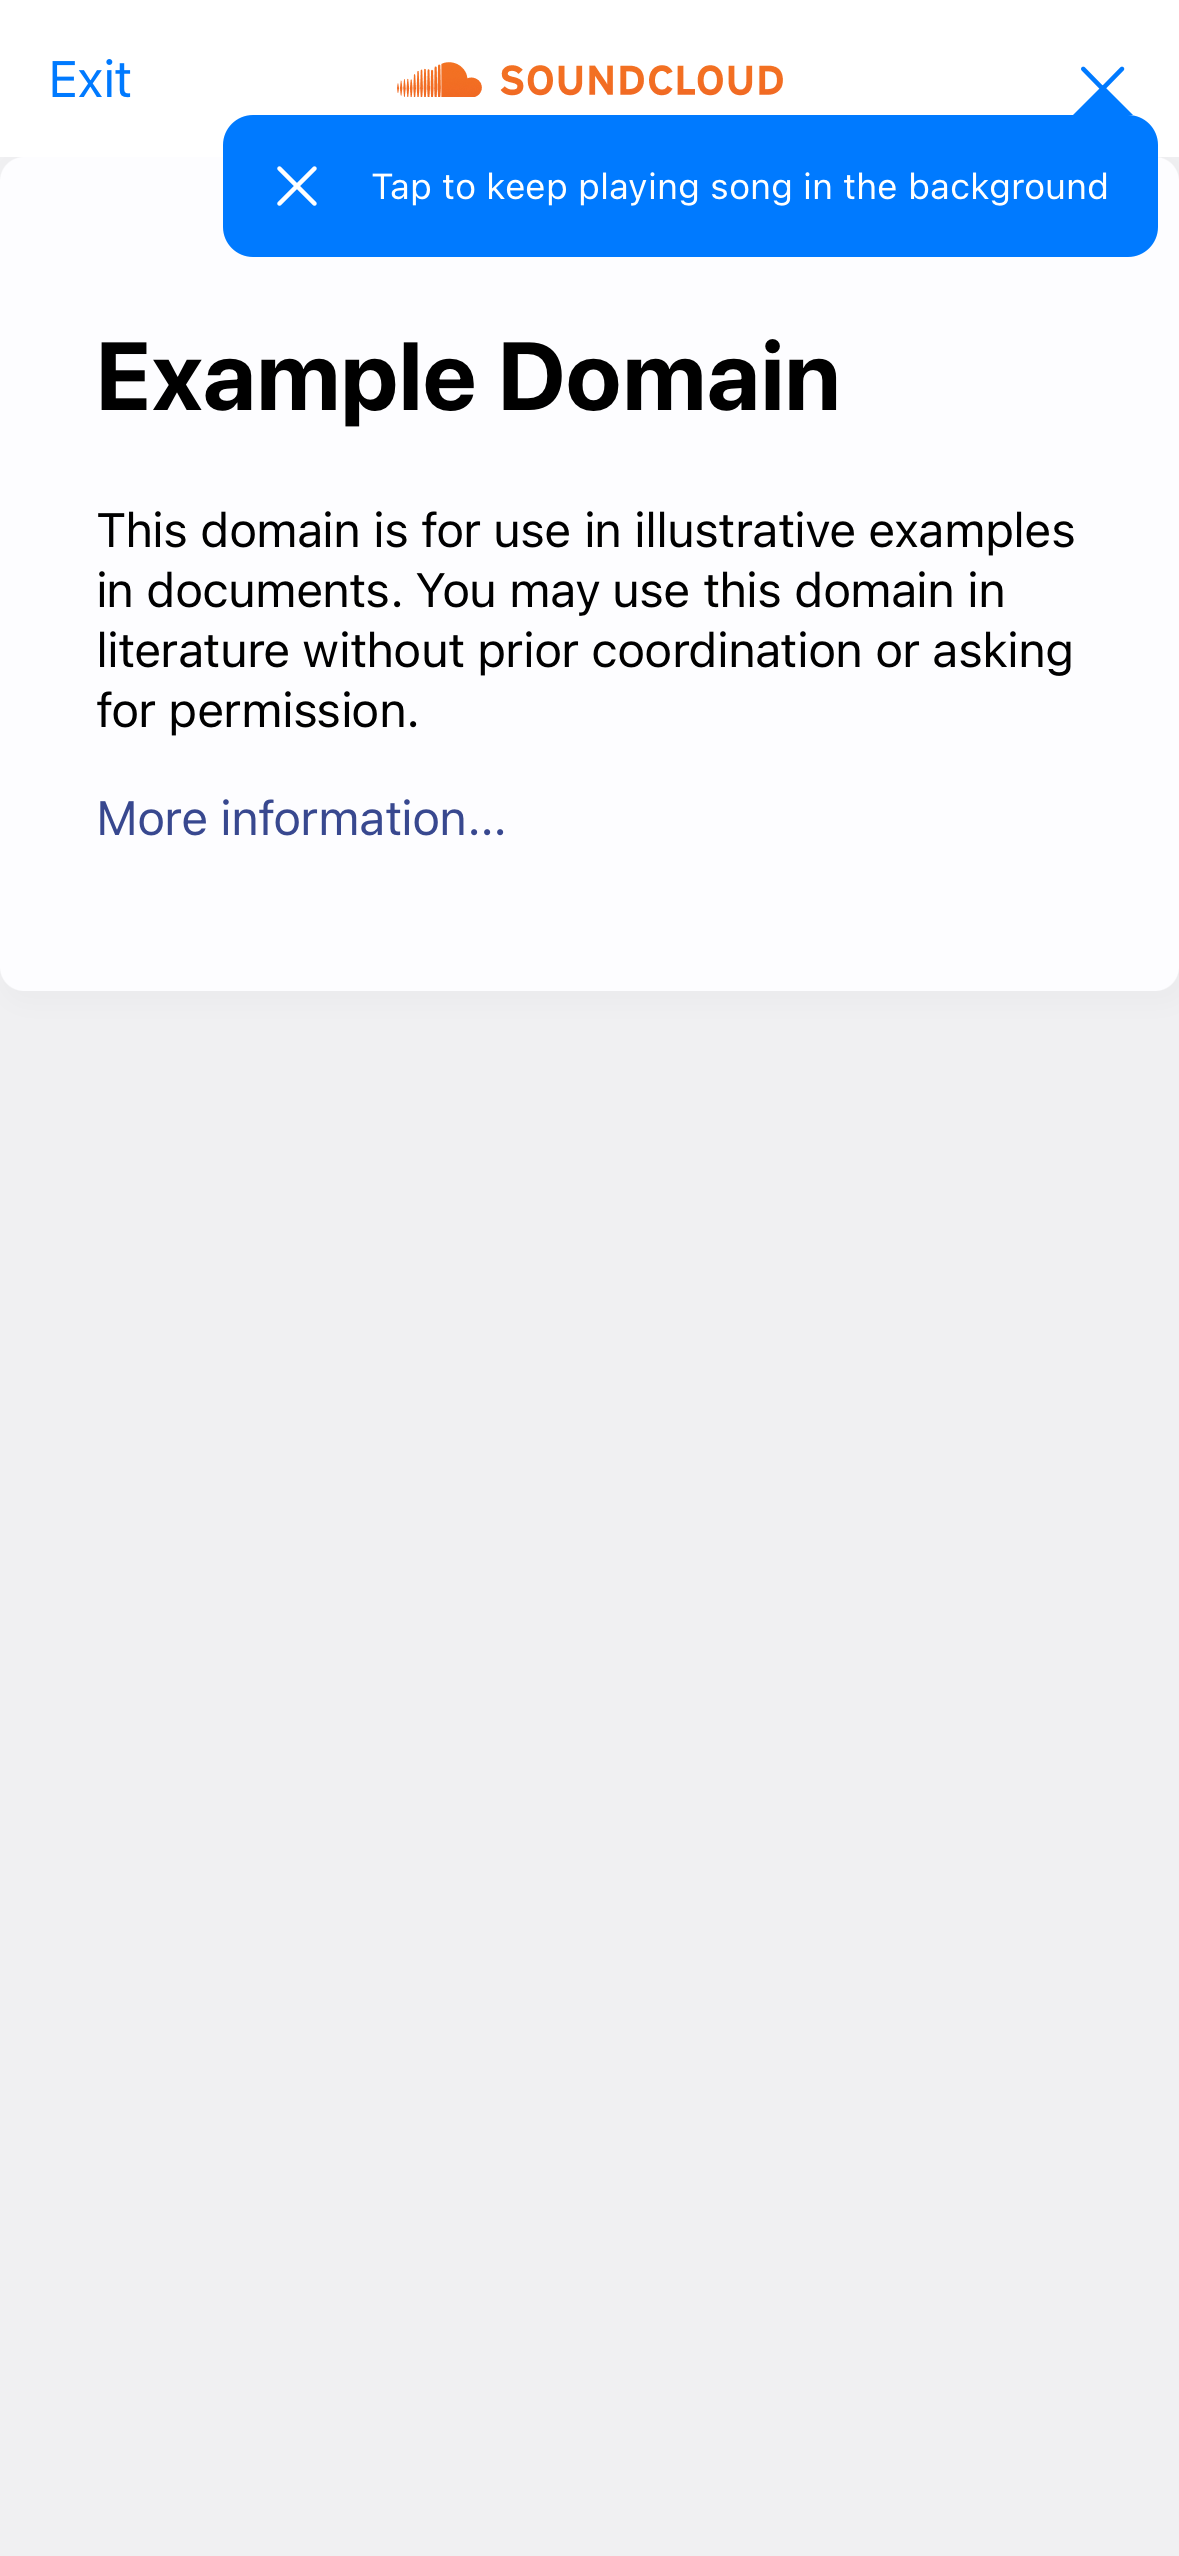 Exit
SOUNDCLOUD
Tap to keep playing song in the background
Example Domain
This domain is for use in illustrative examples
in documents. You may use this domain in
literature without prior coordination or asking
for permission.
More information...